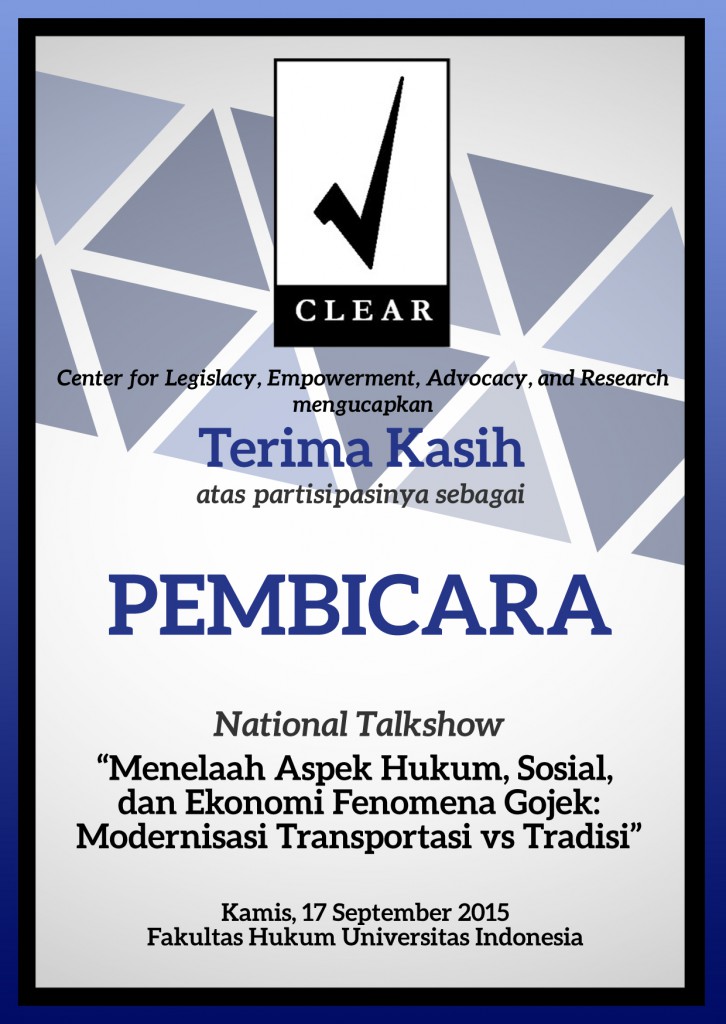 CLEAR
Center for Legislacy, Empowerment, Advocacy, and Research
mengucapkan
Terima Kasih
atas partisipasinya sebagai
PEMBICARA
National Talkshow
“Menelaah Aspek Hukum, Sosial,
dan Ekonomi Fenomena Gojek:
Modernisasi Transportasi vs Tradisi”
Kamis, 17 September 2015
Fakultas Hukum Universitas Indonesia